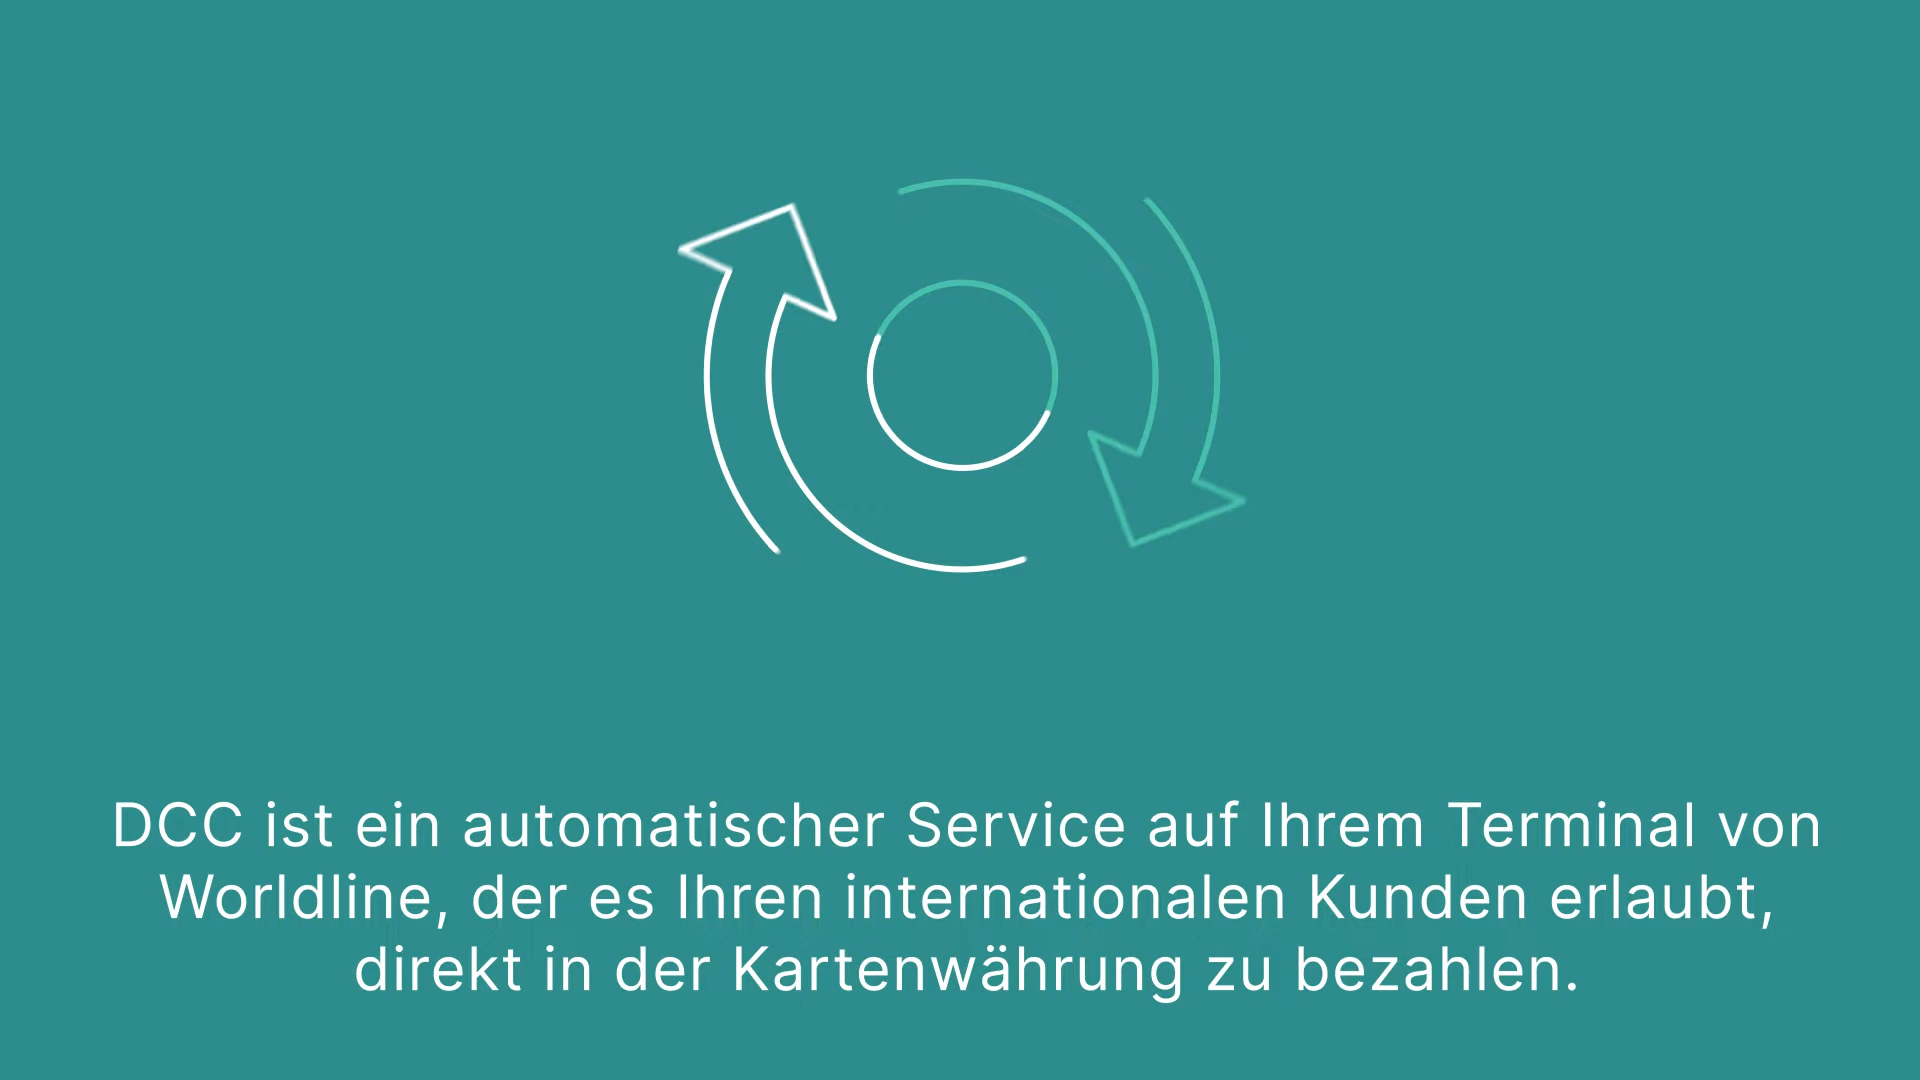 DCC ist ein automatischer Service auf Ihrem Terminal von
Worldline, der es Ihren internationalen Kunden erlaubt,
direkt in der Kartenwährung zu bezahlen.